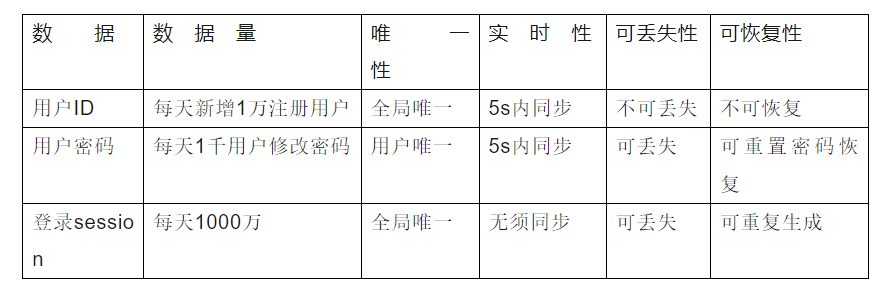 数据 数据量 唯一性 实时性 可丢失性 可恢复性
用户ID 每天新增1万注册用户 全局唯一 5s内同步 不可丢失 不可恢复
用户密码 每天1千用户修改密码 用户唯一 5s内同步 可丢失 可重置密码恢复
登录session 每天1000万 全局唯一 无须同步 可丢失 可重复生成